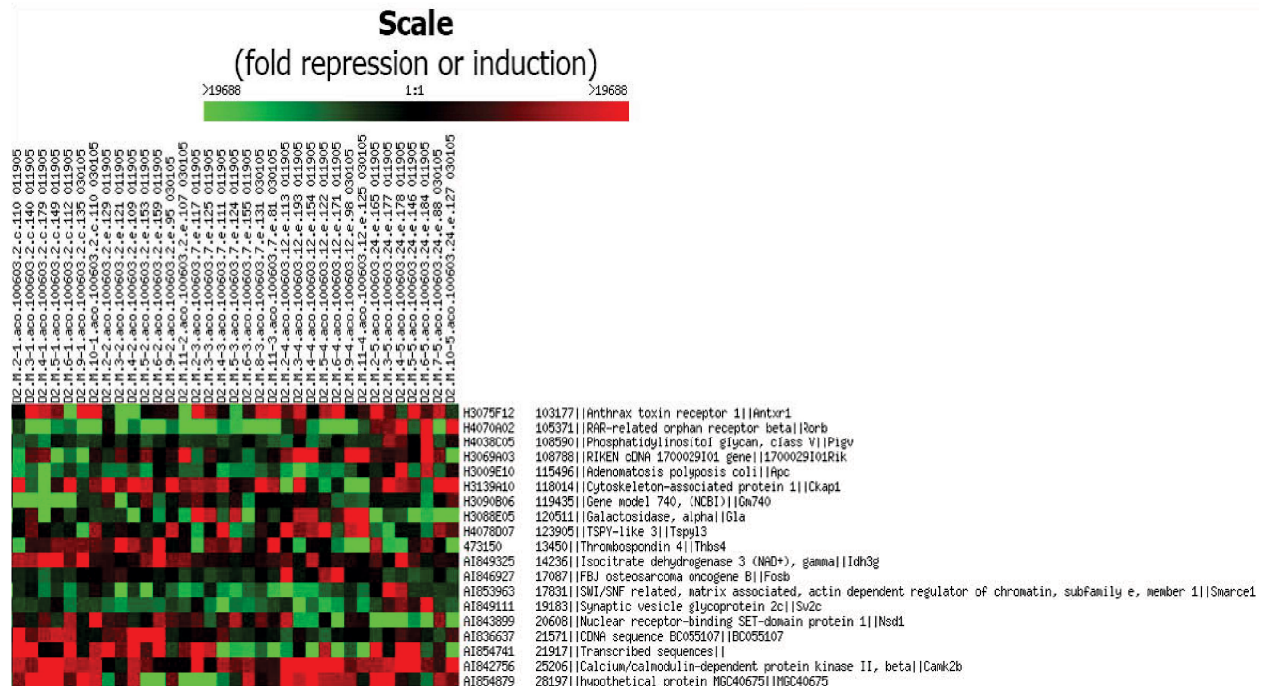 Scale
(fold repression or induction)
>19688 1:1 >19688
D2.M.2-1.aco.100603.2.c.110 011905
D2.M.3-1.aco.100603.2.c.140 011905
D2.M.4-1.aco.100603.2.c.179 011905
D2.M.5-1.aco.100603.2.c.149 011905
D2.M.6-1.aco.100603.2.c.112 011905
D2.M.9-1.aco.100603.2.c.135 030105
D2.M.10-1.aco.100603.2.c.110 030105
D2.M.2-2.aco.100603.2.e.129 011905
D2.M.3-2.aco.100603.2.e.121 011905
D2.M.4-2.aco.100603.2.e.109 011905
D2.M.5-2.aco.100603.2.e.153 011905
D2.M.6-2.aco.100603.2.e.159 011905
D2.M.9-2.aco.100603.2.e.95 030105
D2.M.11-2.aco.100603.2.e.107 030105
D2.M.2-3.aco.100603.7.e.117 011905
D2.M.3-3.aco.100603.7.e.125 011905
D2.M.4-3.aco.100603.7.e.111 011905
D2.M.5-3.aco.100603.7.e.124 011905
D2.M.6-3.aco.100603.7.e.155 011905
D2.M.8-3.aco.100603.7.e.131 030105
D2.M.11-3.aco.100603.7.e.81 030105
D2.M.2-4.aco.100603.12.e.113 011905
D2.M.3-4.aco.100603.12.e.193 011905
D2.M.4-4.aco.100603.12.e.154 011905
D2.M.5-4.aco.100603.12.e.122 011905
D2.M.6-4.aco.100603.12.e.171 011905
D2.M.9-4.aco.100603.12.e.98 030105
D2.M.11-4.aco.100603.12.e.125 030105
D2.M.2-5.aco.100603.24.e.165 011905
D2.M.3-5.aco.100603.24.e.177 011905
D2.M.4-5.aco.100603.24.e.178 011905
D2.M.5-5.aco.100603.24.e.146 011905
D2.M.6-5.aco.100603.24.e.184 011905
D2.M.7-5.aco.100603.24.e.88 030105
D2.M.10-5.aco.100603.24.e.127 030105
H3075F12 103177||Anthrax toxin receptor 1||Antxr1
H4070A02 105371||RAR-related orphan receptor beta||Rorb
H4038C05 108590||Phosphatidylinositol glycan, class V||Pigv
H3069A03 108788||RIKEN cDNA 1700029I01 gene||1700029I01Rik
H3009E10 115496||Adenomatosis polyposis coli||Apc
H3139A10 118014||Cytoskeleton-associated protein 1||Ckap1
H3090B06 119435||Gene model 740, (NCBI)||Gm740
H3088E05 120511||Galactosidase, alpha||Gla
H4078D07 123905||TSPY-like 3||Tspyl3
473150 13450||Thrombospondin 4||Thbs4
AI849325 14236||Isocitrate dehydrogenase 3 (NAD+), gamma||Idh3g
AI846927 17087||FBJ osteosarcoma oncogene B||Fosb
AI853963 17831||SWI/SNF related, matrix associated, actin dependent regulator of chromatin, subfamily e, member 1||Smarce1
AI849111 19183||Synaptic vesicle glycoprotein 2c||Sv2c
AI843899 20608||Nuclear receptor-binding SET-domain protein 1||Nsd1
AI836637 21571||CDNA sequence BC055107||BC055107
AI854741 21917||Transcribed sequences||
AI842756 25206||Calcium/calmodulin-dependent protein kinase II, beta||Camk2b
AI854879 28197||hypothetical protein MGC40675||MGC40675